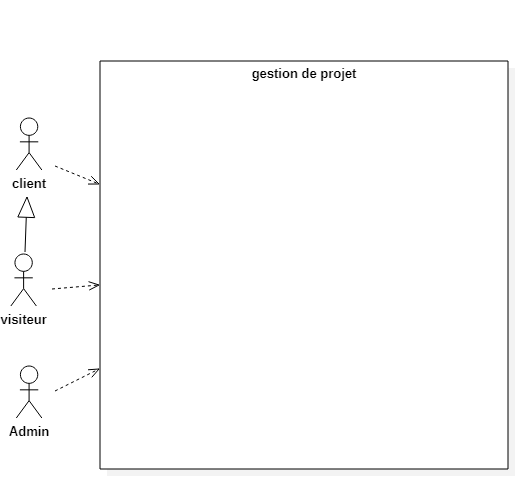 gestion de projet
client
visiteur
Admin